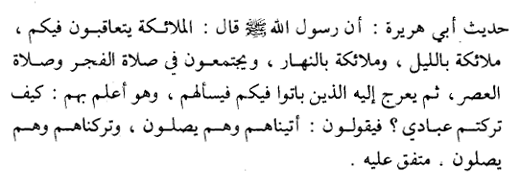 حديث أبي هريرة : أن رسول الله ﷺ قال : الملائكة يتعاقبون فيكم ،
ملائكة بالليل ، وملائكة بالنهار ، ويجتمعون في صلاة الفجر وصلاة
العصر ، ثم يعرج إليه الذين باتوا فيكم فيسألهم ، وهو أعلم بهم : كيف
تركتم عبادي ؟ فيقولون : أتيناهم وهم يصلون ، وتركناهم وهم
يصلون . متفق عليه .